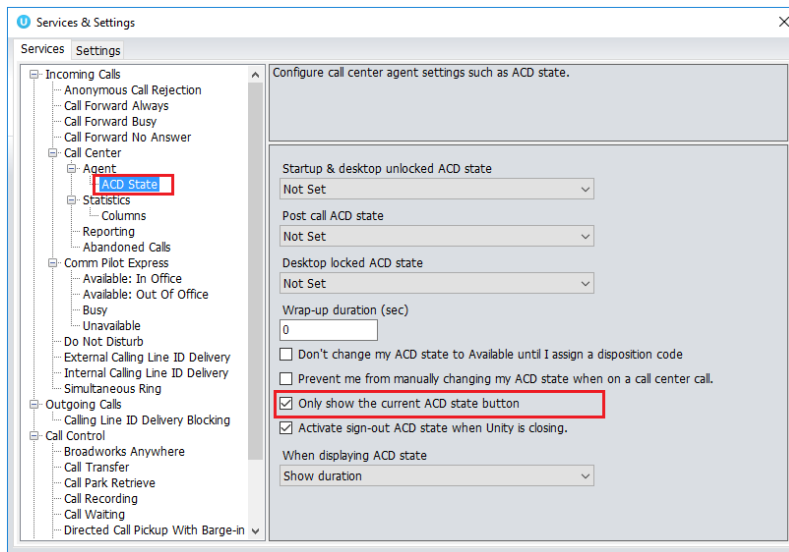 Services & Settings
Services Settings
Incoming Calls
Anonymous Call Rejection
Call Forward Always
Call Forward Busy
Call Forward No Answer
Call Center
Agent
ACD State
Statistics
Columns
Reporting
Abandoned Calls
Comm Pilot Express
Available: In Office
Available: Out Of Office
Busy
Unavailable
Do Not Disturb
External Calling Line ID Delivery
Internal Calling Line ID Delivery
Simultaneous Ring
Outgoing Calls
Calling Line ID Delivery Blocking
Call Control
Broadworks Anywhere
Call Transfer
Call Park Retrieve
Call Recording
Call Waiting
Directed Call Pickup With Barge-in
Configure call center agent settings such as ACD state.
Startup & desktop unlocked ACD state
Not Set
Post call ACD state
Not Set
Desktop locked ACD state
Not Set
Wrap-up duration (sec)
0
Don't change my ACD state to Available until I assign a disposition code
Prevent me from manually changing my ACD state when on a call center call.
Only show the current ACD state button
Activate sign-out ACD state when Unity is closing.
When displaying ACD state
Show duration